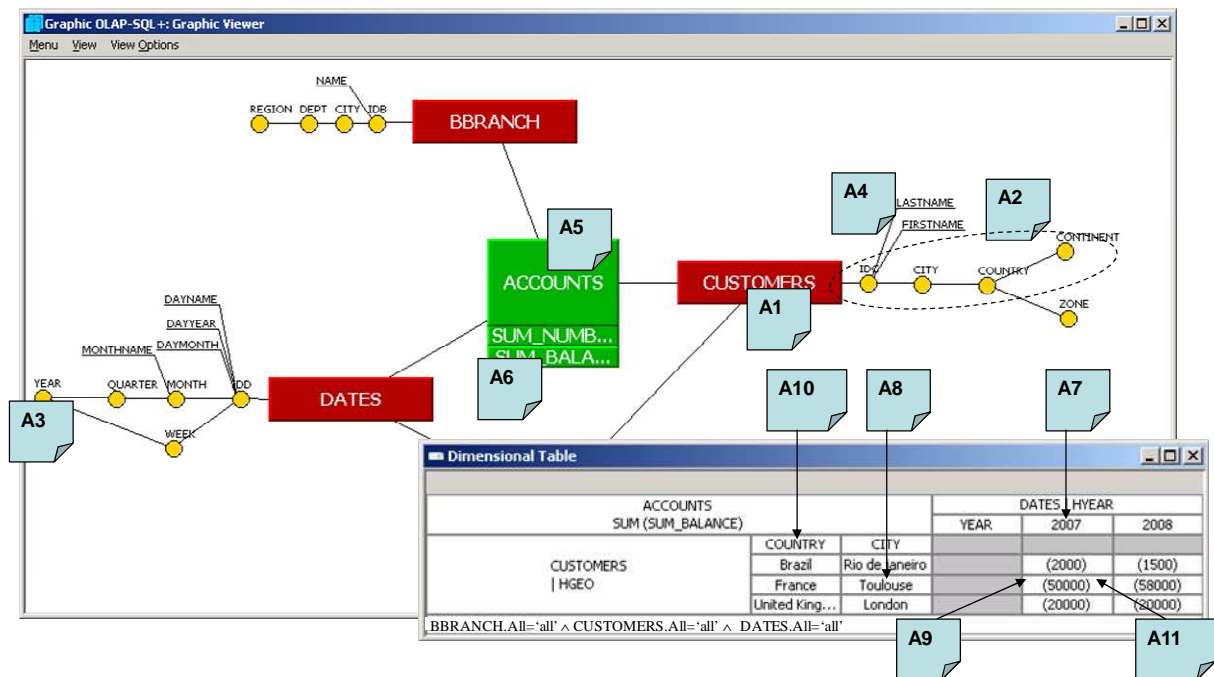 Graphic OLAP-SQL+: Graphic Viewer
Menu View View Options
NAME
REGION DEPT CITY IDB
BBRANCH
A4
A2
LASTNAME
FIRSTNAME
A5
CONTINENT
IDC CITY COUNTRY
ACCOUNTS
CUSTOMERS
A1
ZONE
DAYNAME
DAYYEAR
MONTHNAME DAYMONTH
SUM_NUMB...
SUM_BALA...
A6
YEAR QUARTER MONTH IDD
DATES
A3
WEEK
A10 A8 A7
Dimensional Table
ACCOUNTS
SUM (SUM_BALANCE)
DATES | HYEAR
YEAR 2007 2008
COUNTRY CITY
CUSTOMERS
| HGEO
Brazil Rio de Janeiro (2000) (1500)
France Toulouse (50000) (58000)
United King... London (20000) (20000)
BBRANCH.All=‘all’ ∧ CUSTOMERS.All=‘all’ ∧ DATES.All=‘all’
A9 A11